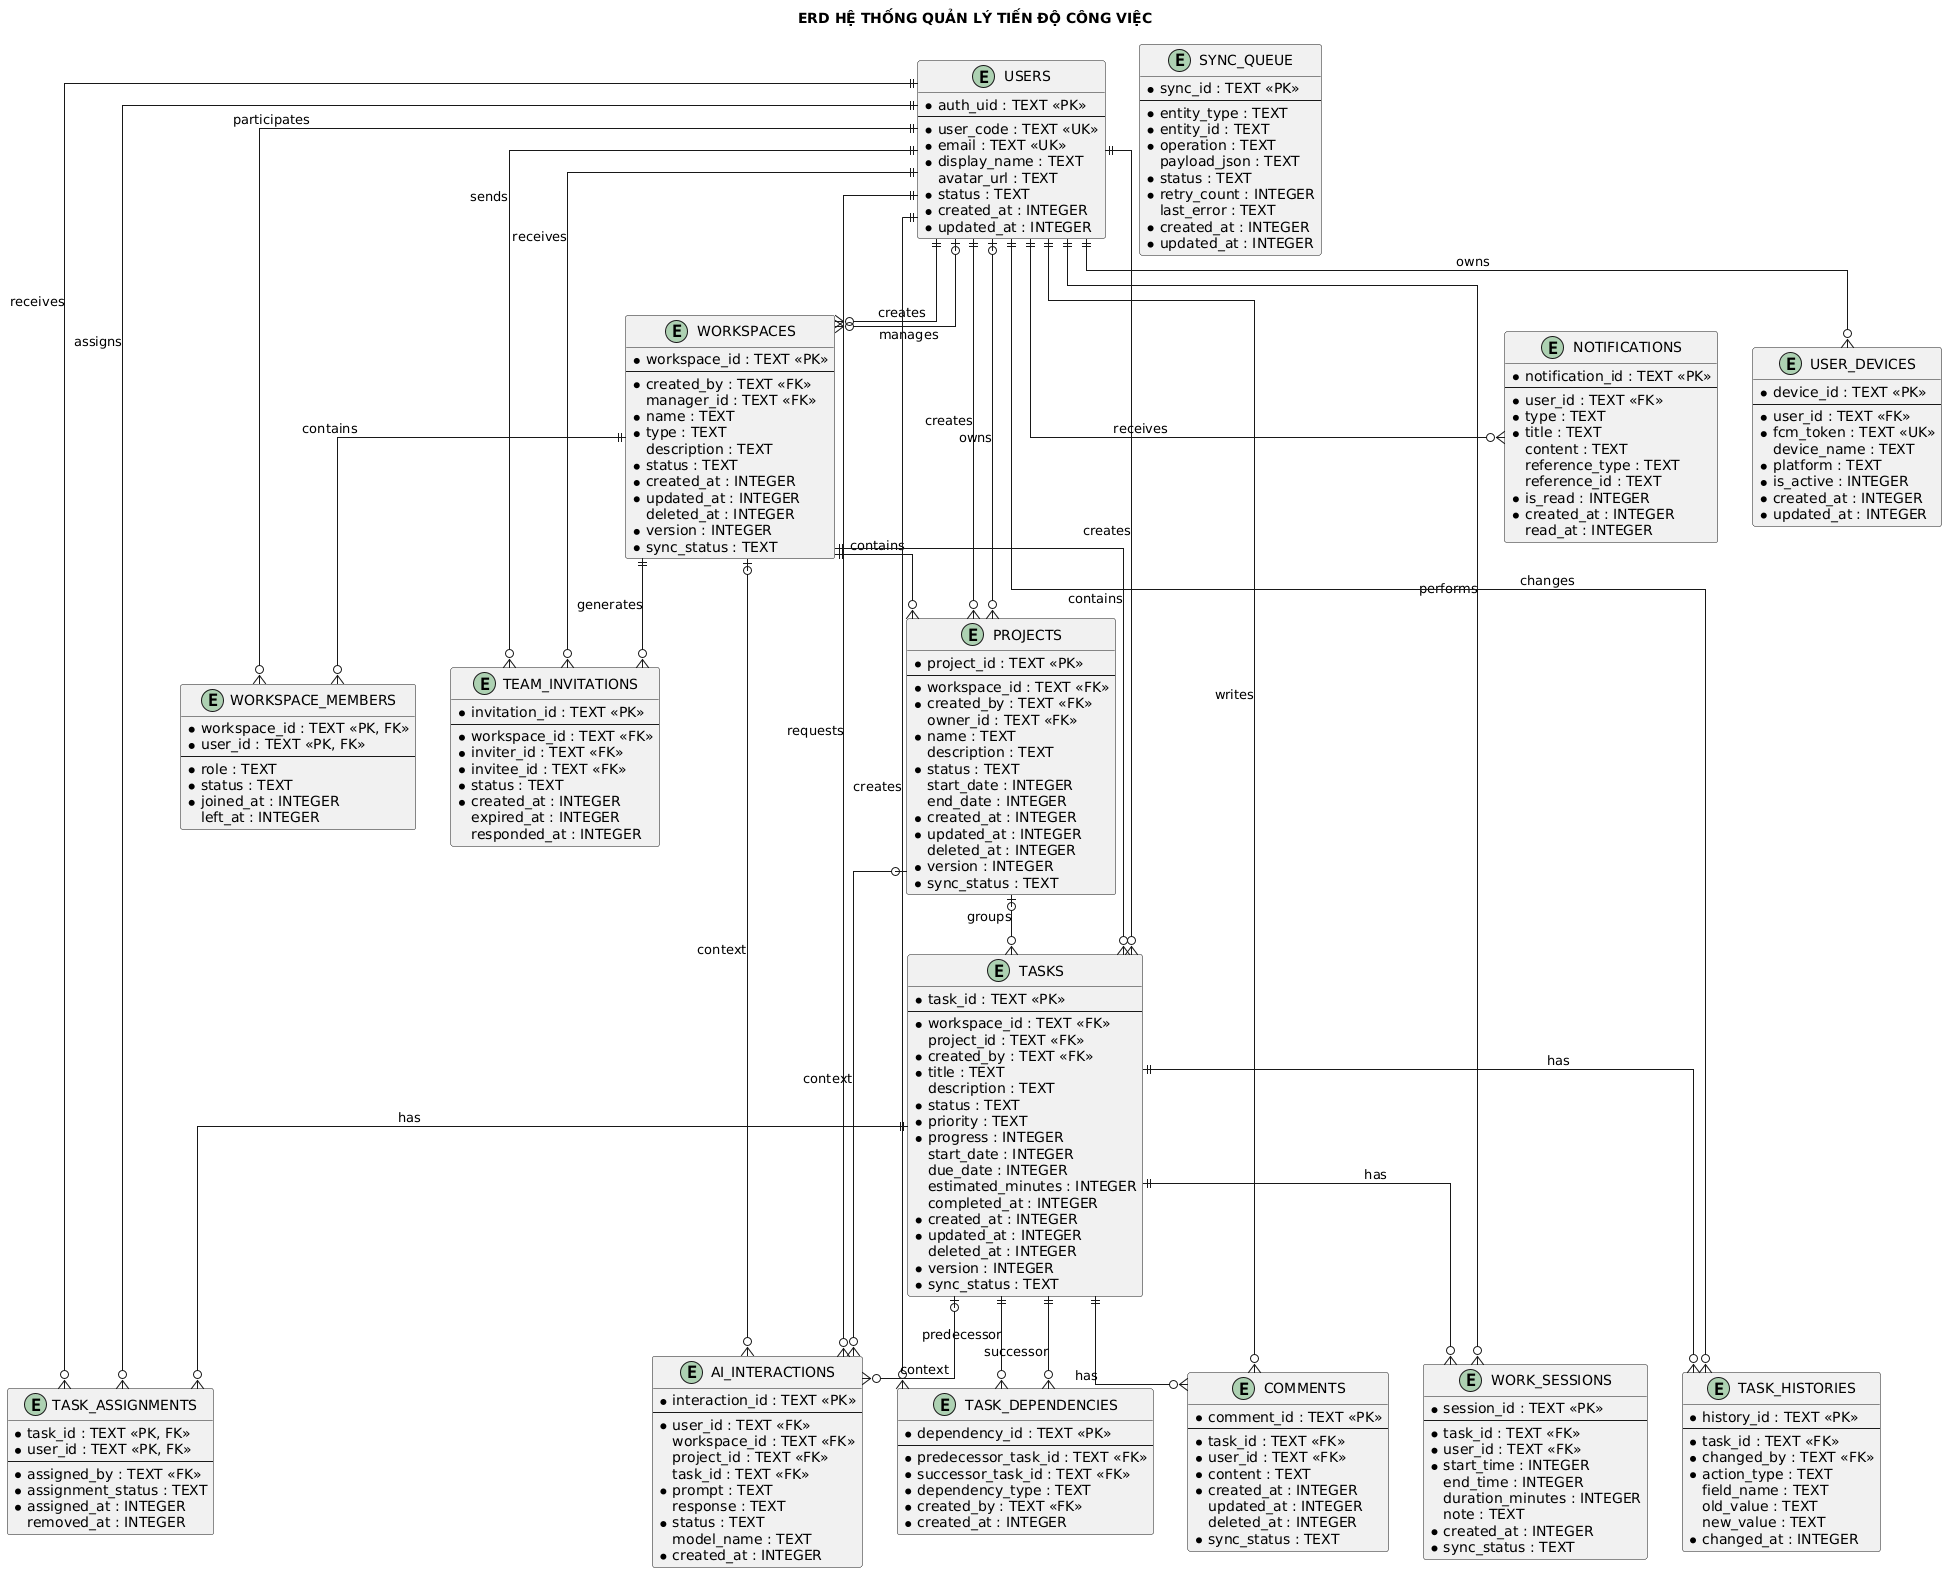 ERD HỆ THỐNG QUẢN LÝ TIẾN ĐỘ CÔNG VIỆC
E USERS
auth_uid : TEXT «PK»
user_code : TEXT «UK»
email : TEXT «UK»
display_name : TEXT
avatar_url : TEXT
status : TEXT
created_at : INTEGER
updated_at : INTEGER
E SYNC_QUEUE
sync_id : TEXT «PK»
entity_type : TEXT
entity_id : TEXT
operation : TEXT
payload_json : TEXT
status : TEXT
retry_count : INTEGER
last_error : TEXT
created_at : INTEGER
updated_at : INTEGER
participates
sends
receives
receives
assigns
creates
manages
owns
E WORKSPACES
workspace_id : TEXT «PK»
created_by : TEXT «FK»
manager_id : TEXT «FK»
name : TEXT
type : TEXT
description : TEXT
status : TEXT
created_at : INTEGER
updated_at : INTEGER
deleted_at : INTEGER
version : INTEGER
sync_status : TEXT
E NOTIFICATIONS
notification_id : TEXT «PK»
user_id : TEXT «FK»
type : TEXT
title : TEXT
content : TEXT
reference_type : TEXT
reference_id : TEXT
is_read : INTEGER
created_at : INTEGER
read_at : INTEGER
E USER_DEVICES
device_id : TEXT «PK»
user_id : TEXT «FK»
fcm_token : TEXT «UK»
device_name : TEXT
platform : TEXT
is_active : INTEGER
created_at : INTEGER
updated_at : INTEGER
contains
creates
owns
receives
creates
contains
contains
generates
performs
changes
E WORKSPACE_MEMBERS
workspace_id : TEXT «PK, FK»
user_id : TEXT «PK, FK»
role : TEXT
status : TEXT
joined_at : INTEGER
left_at : INTEGER
E TEAM_INVITATIONS
invitation_id : TEXT «PK»
workspace_id : TEXT «FK»
inviter_id : TEXT «FK»
invitee_id : TEXT «FK»
status : TEXT
created_at : INTEGER
expired_at : INTEGER
responded_at : INTEGER
E PROJECTS
project_id : TEXT «PK»
workspace_id : TEXT «FK»
created_by : TEXT «FK»
owner_id : TEXT «FK»
name : TEXT
description : TEXT
status : TEXT
start_date : INTEGER
end_date : INTEGER
created_at : INTEGER
updated_at : INTEGER
deleted_at : INTEGER
version : INTEGER
sync_status : TEXT
writes
requests
creates
groups
context
context
E TASKS
task_id : TEXT «PK»
workspace_id : TEXT «FK»
project_id : TEXT «FK»
created_by : TEXT «FK»
title : TEXT
description : TEXT
status : TEXT
priority : TEXT
progress : INTEGER
start_date : INTEGER
due_date : INTEGER
estimated_minutes : INTEGER
completed_at : INTEGER
created_at : INTEGER
updated_at : INTEGER
deleted_at : INTEGER
version : INTEGER
sync_status : TEXT
has
has
has
predecessor
successor
context
has
E TASK_ASSIGNMENTS
task_id : TEXT «PK, FK»
user_id : TEXT «PK, FK»
assigned_by : TEXT «FK»
assignment_status : TEXT
assigned_at : INTEGER
removed_at : INTEGER
E AI_INTERACTIONS
interaction_id : TEXT «PK»
user_id : TEXT «FK»
workspace_id : TEXT «FK»
project_id : TEXT «FK»
task_id : TEXT «FK»
prompt : TEXT
response : TEXT
status : TEXT
model_name : TEXT
created_at : INTEGER
E TASK_DEPENDENCIES
dependency_id : TEXT «PK»
predecessor_task_id : TEXT «FK»
successor_task_id : TEXT «FK»
dependency_type : TEXT
created_by : TEXT «FK»
created_at : INTEGER
E COMMENTS
comment_id : TEXT «PK»
task_id : TEXT «FK»
user_id : TEXT «FK»
content : TEXT
created_at : INTEGER
updated_at : INTEGER
deleted_at : INTEGER
sync_status : TEXT
E WORK_SESSIONS
session_id : TEXT «PK»
task_id : TEXT «FK»
user_id : TEXT «FK»
start_time : INTEGER
end_time : INTEGER
duration_minutes : INTEGER
note : TEXT
created_at : INTEGER
sync_status : TEXT
E TASK_HISTORIES
history_id : TEXT «PK»
task_id : TEXT «FK»
changed_by : TEXT «FK»
action_type : TEXT
field_name : TEXT
old_value : TEXT
new_value : TEXT
changed_at : INTEGER